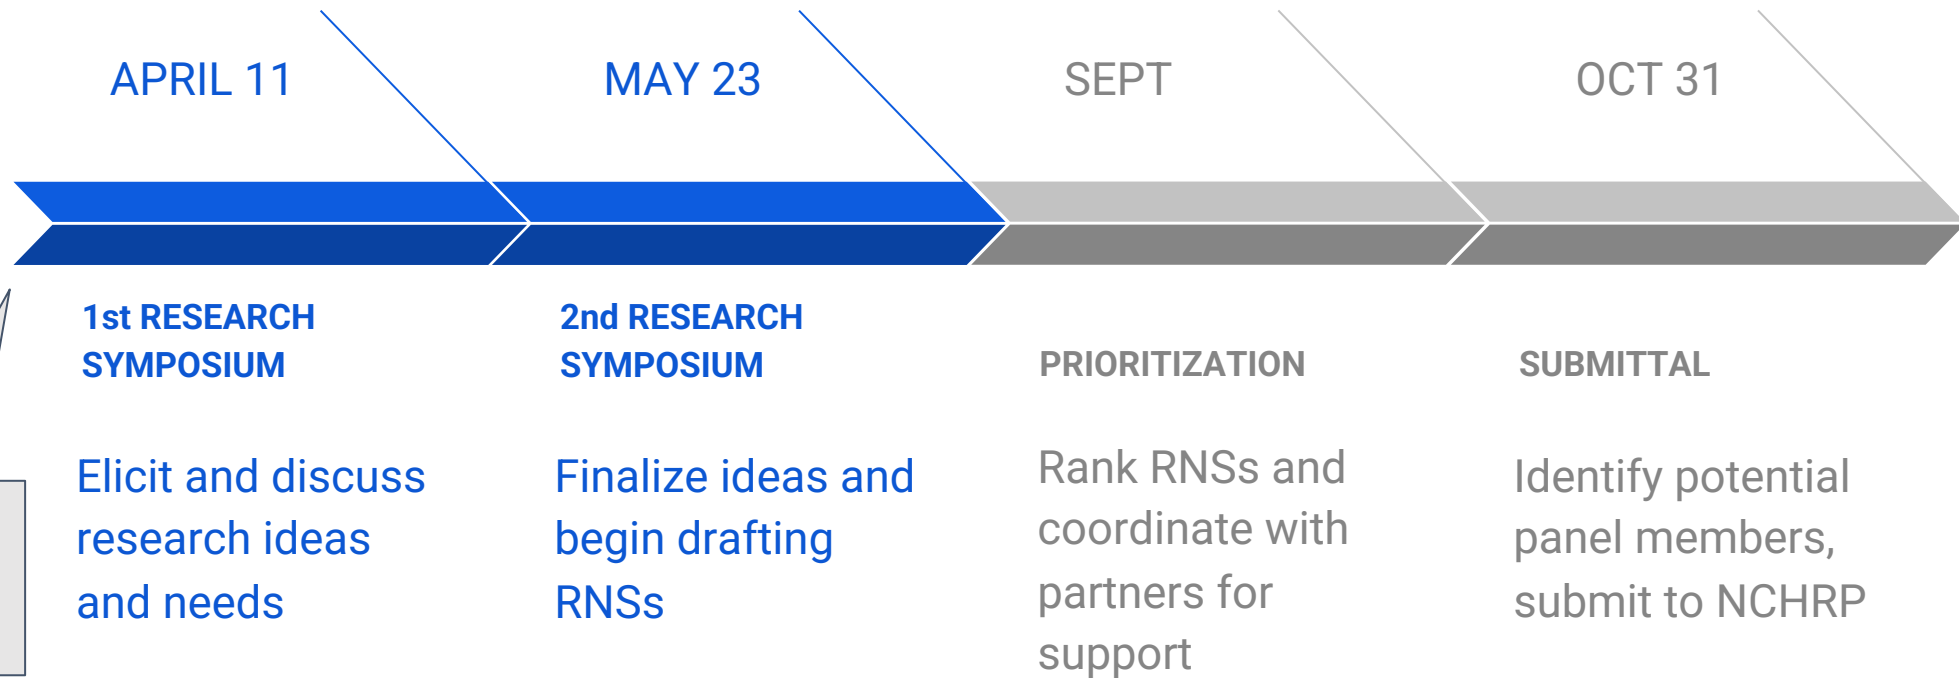 APRIL 11
MAY 23
SEPT
OCT 31
1st RESEARCH
SYMPOSIUM
Elicit and discuss
research ideas
and needs
2nd RESEARCH
SYMPOSIUM
Finalize ideas and
begin drafting
RNSs
PRIORITIZATION
Rank RNSs and
coordinate with
partners for
support
SUBMITTAL
Identify potential
panel members,
submit to NCHRP